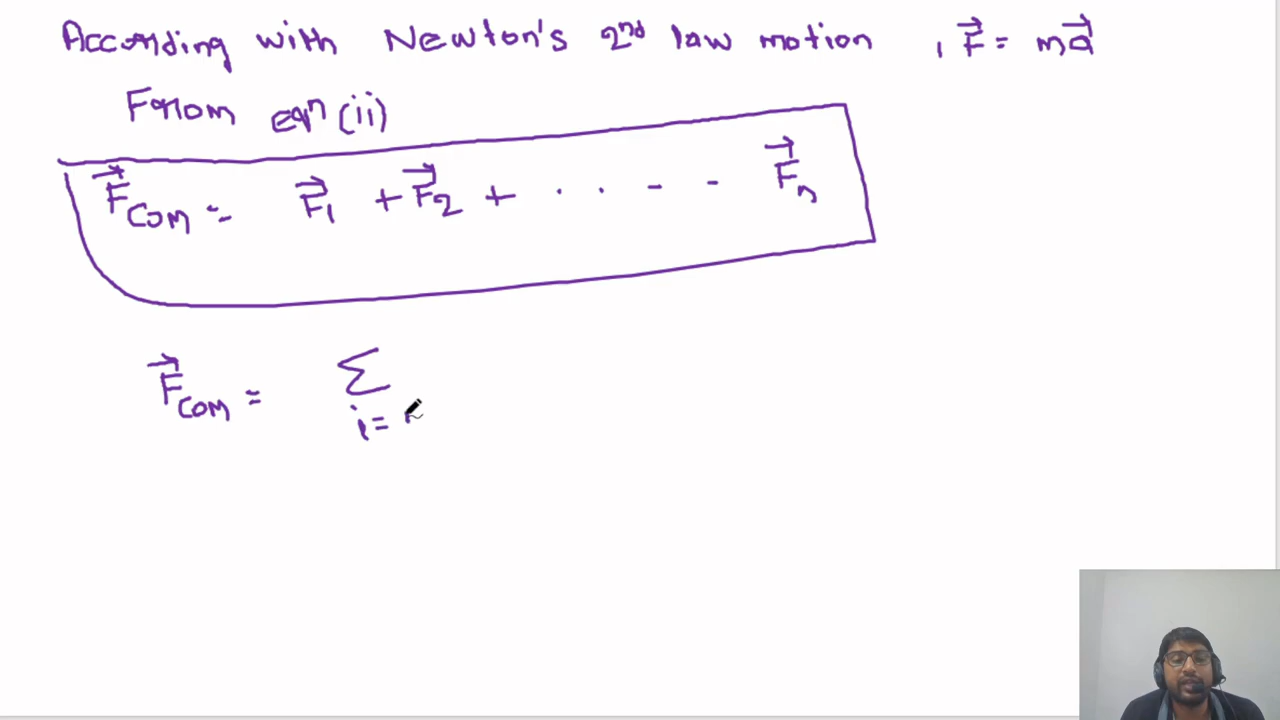 According with Newton's 2nd law motion , F⃗ = ma⃗
From eqn (ii)
F⃗com = F⃗1 + F⃗2 + . . - - F⃗n
F⃗com = Σ
i =